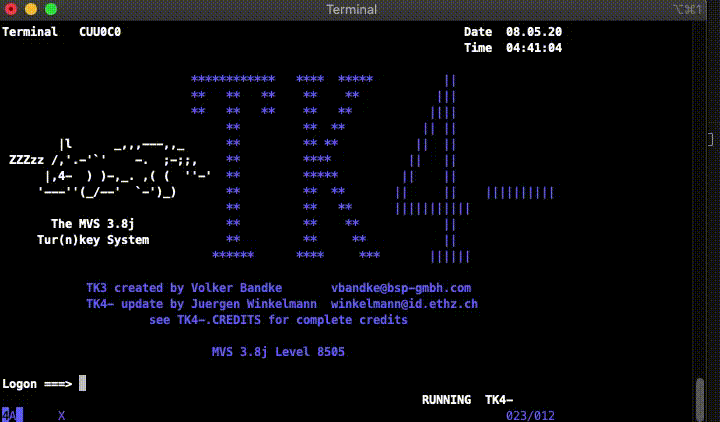 Terminal
⌥⌘1
Terminal CUU0C0 Date 08.05.20
Time 04:41:04
ZZZzz
TK4-
The MVS 3.8j
Tur(n)key System
TK3 created by Volker Bandke vbandke@bsp-gmbh.com
TK4- update by Juergen Winkelmann winkelmann@id.ethz.ch
see TK4-.CREDITS for complete credits
MVS 3.8j Level 8505
Logon ===>
RUNNING TK4-
4A X 023/012